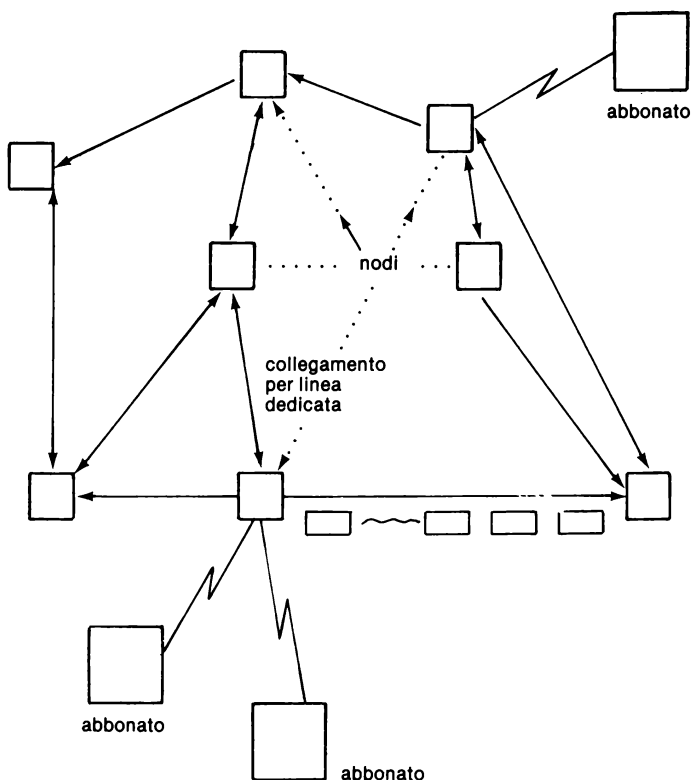 abbonato
nodi
collegamento
per linea
dedicata
abbonato
abbonato